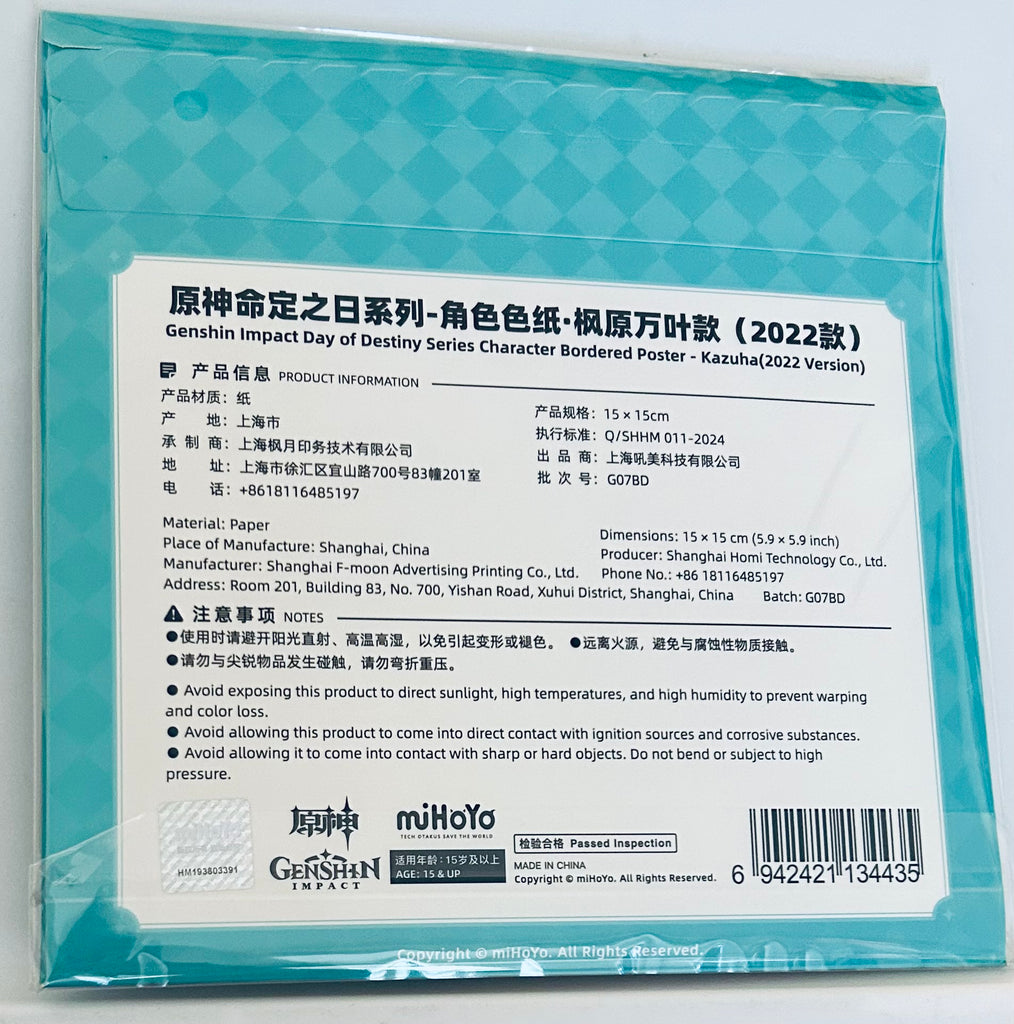 原神命定之日系列-角色色纸·枫原万叶款（2022款）
Genshin Impact Day of Destiny Series Character Bordered Poster - Kazuha(2022 Version)
产品信息 PRODUCT INFORMATION
产品材质：纸
产 地：上海市
承 制 商：上海枫月印务技术有限公司
地 址：上海市徐汇区宜山路700号83幢201室
电 话：+8618116485197
产品规格：15 × 15cm
执行标准：Q/SHHM 011-2024
出 品 商：上海吼美科技有限公司
批 次 号：G07BD
Material: Paper
Place of Manufacture: Shanghai, China
Manufacturer: Shanghai F-moon Advertising Printing Co., Ltd.
Address: Room 201, Building 83, No. 700, Yishan Road, Xuhui District, Shanghai, China
Dimensions: 15 × 15 cm (5.9 × 5.9 inch)
Producer: Shanghai Homi Technology Co., Ltd.
Phone No.: +86 18116485197
Batch: G07BD
注意事项 NOTES
●使用时请避开阳光直射、高温高湿，以免引起变形或褪色。 ●远离火源，避免与腐蚀性物质接触。
●请勿与尖锐物品发生碰触，请勿弯折重压。
● Avoid exposing this product to direct sunlight, high temperatures, and high humidity to prevent warping
and color loss.
● Avoid allowing this product to come into direct contact with ignition sources and corrosive substances.
● Avoid allowing it to come into contact with sharp or hard objects. Do not bend or subject to high
pressure.
HM193803391
原神
GENSHIN
IMPACT
miHoYo
TECH OTAKUS SAVE THE WORLD
适用年龄：15岁及以上
AGE: 15 & UP
检验合格 Passed Inspection
MADE IN CHINA
Copyright © miHoYo. All Rights Reserved.
6 942421 134435
Copyright © miHoYo. All Rights Reserved.